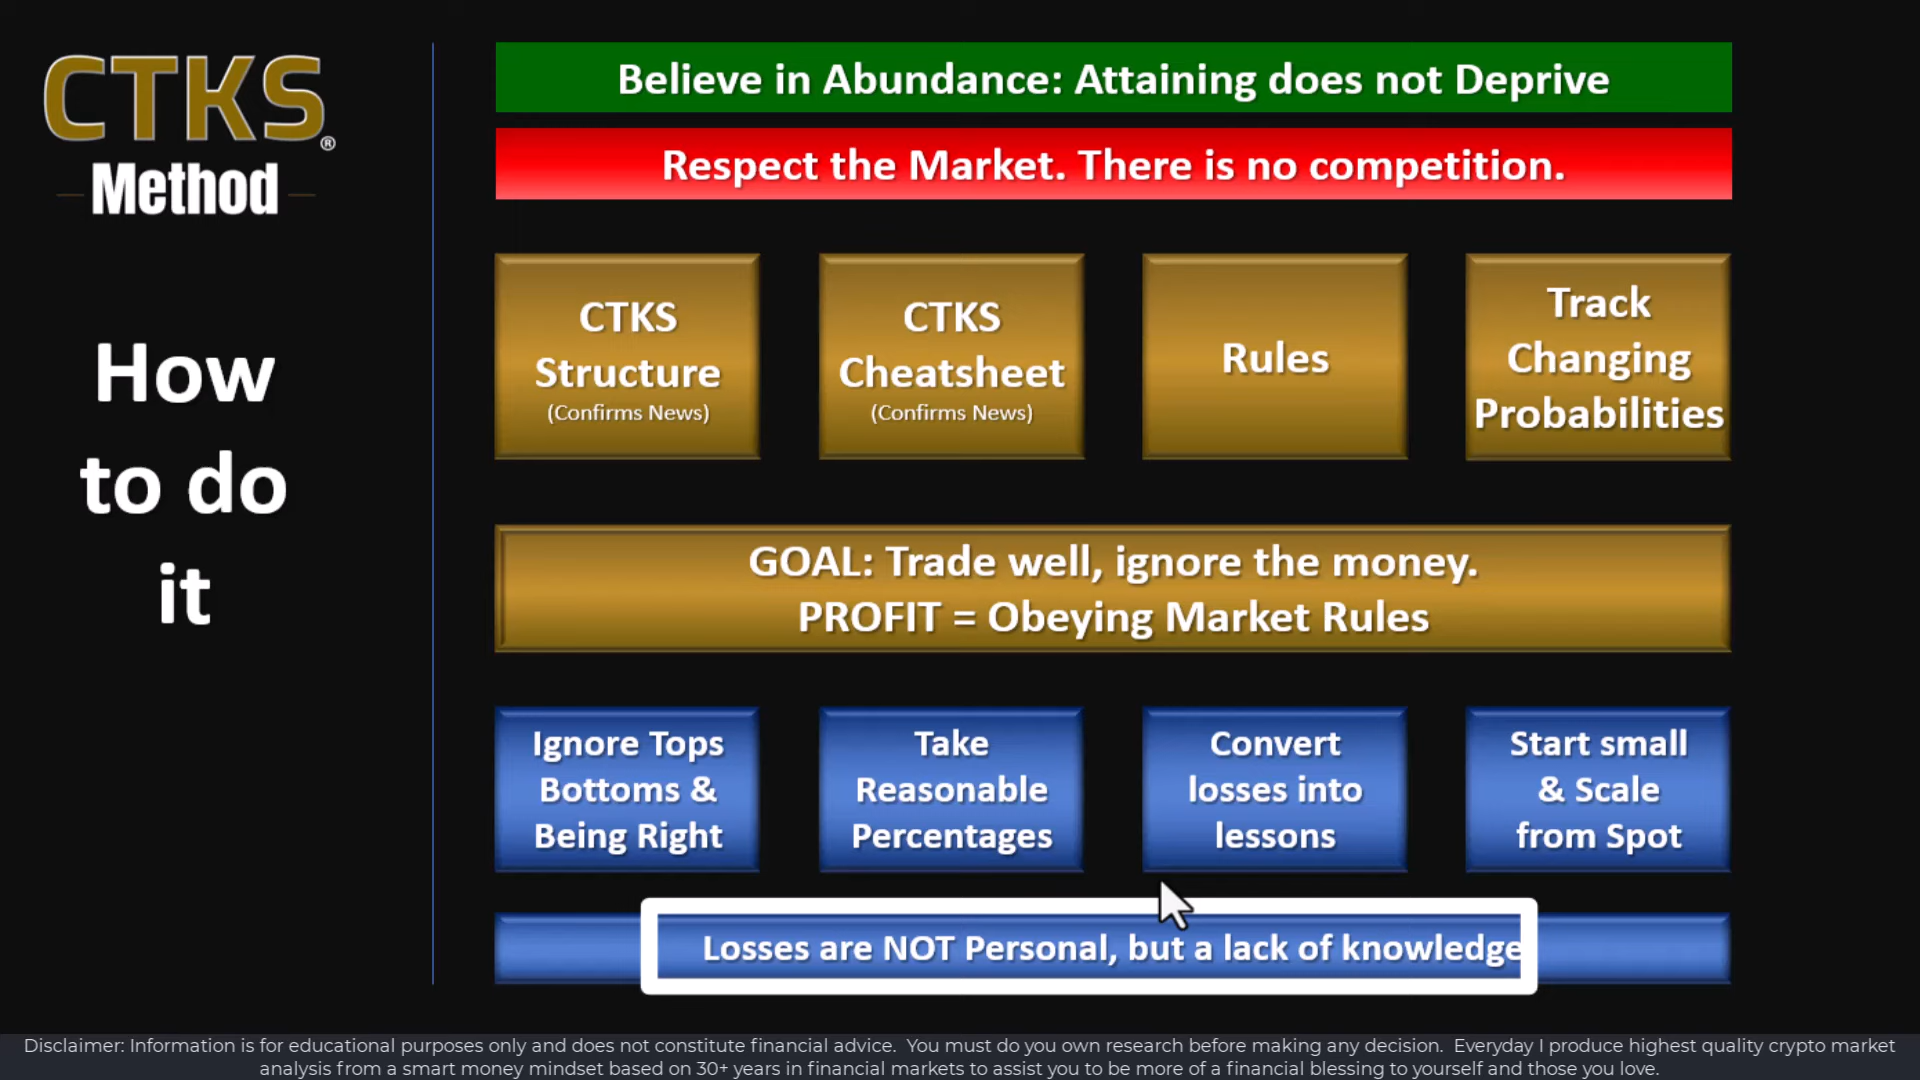 CTKS®
Method
How
to do
it
Believe in Abundance: Attaining does not Deprive
Respect the Market. There is no competition.
CTKS
Structure
(Confirms News)
CTKS
Cheatsheet
(Confirms News)
Rules
Track
Changing
Probabilities
GOAL: Trade well, ignore the money.
PROFIT = Obeying Market Rules
Ignore Tops
Bottoms &
Being Right
Take
Reasonable
Percentages
Convert
losses into
lessons
Start small
& Scale
from Spot
Losses are NOT Personal, but a lack of knowledge
Disclaimer: Information is for educational purposes only and does not constitute financial advice.  You must do you own research before making any decision.  Everyday I produce highest quality crypto market
analysis from a smart money mindset based on 30+ years in financial markets to assist you to be more of a financial blessing to yourself and those you love.